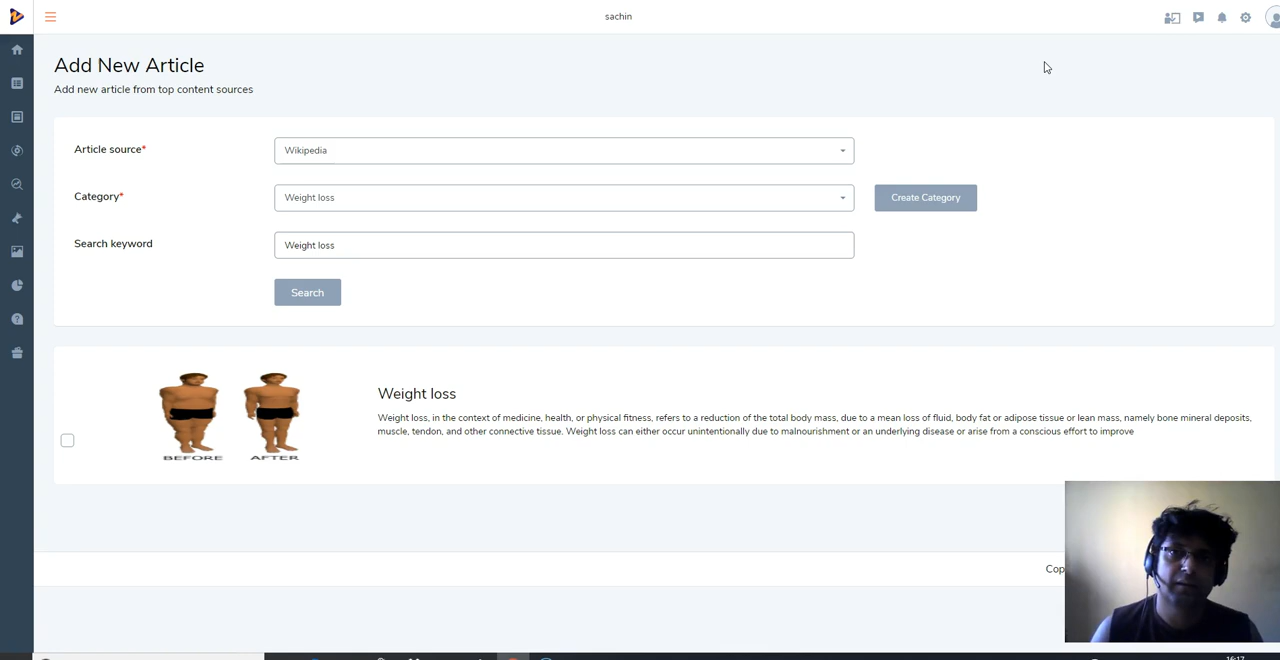 sachin
Add New Article
Add new article from top content sources
Article source*
Wikipedia
Category*
Weight loss
Create Category
Search keyword
Weight loss
Search
BEFORE
AFTER
Weight loss
Weight loss, in the context of medicine, health, or physical fitness, refers to a reduction of the total body mass, due to a mean loss of fluid, body fat or adipose tissue or lean mass, namely bone mineral deposits,
muscle, tendon, and other connective tissue. Weight loss can either occur unintentionally due to malnourishment or an underlying disease or arise from a conscious effort to improve
Cop
16:17